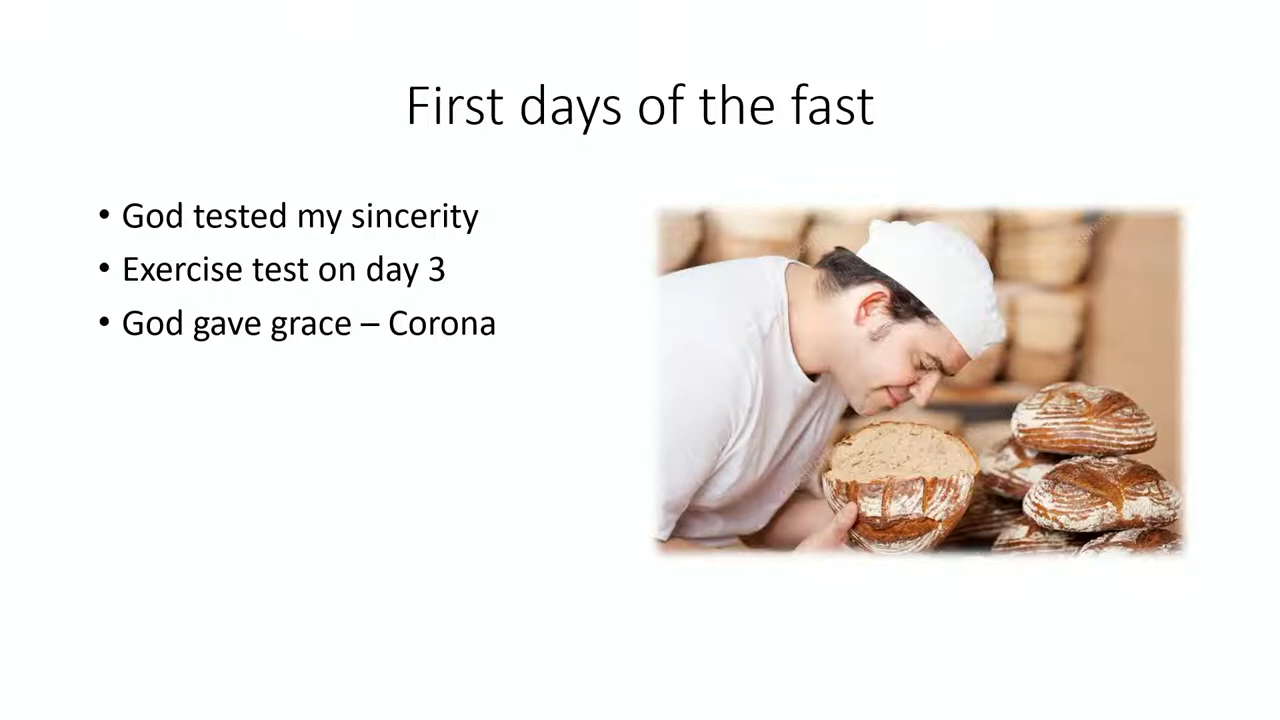 First days of the fast
• God tested my sincerity
• Exercise test on day 3
• God gave grace – Corona